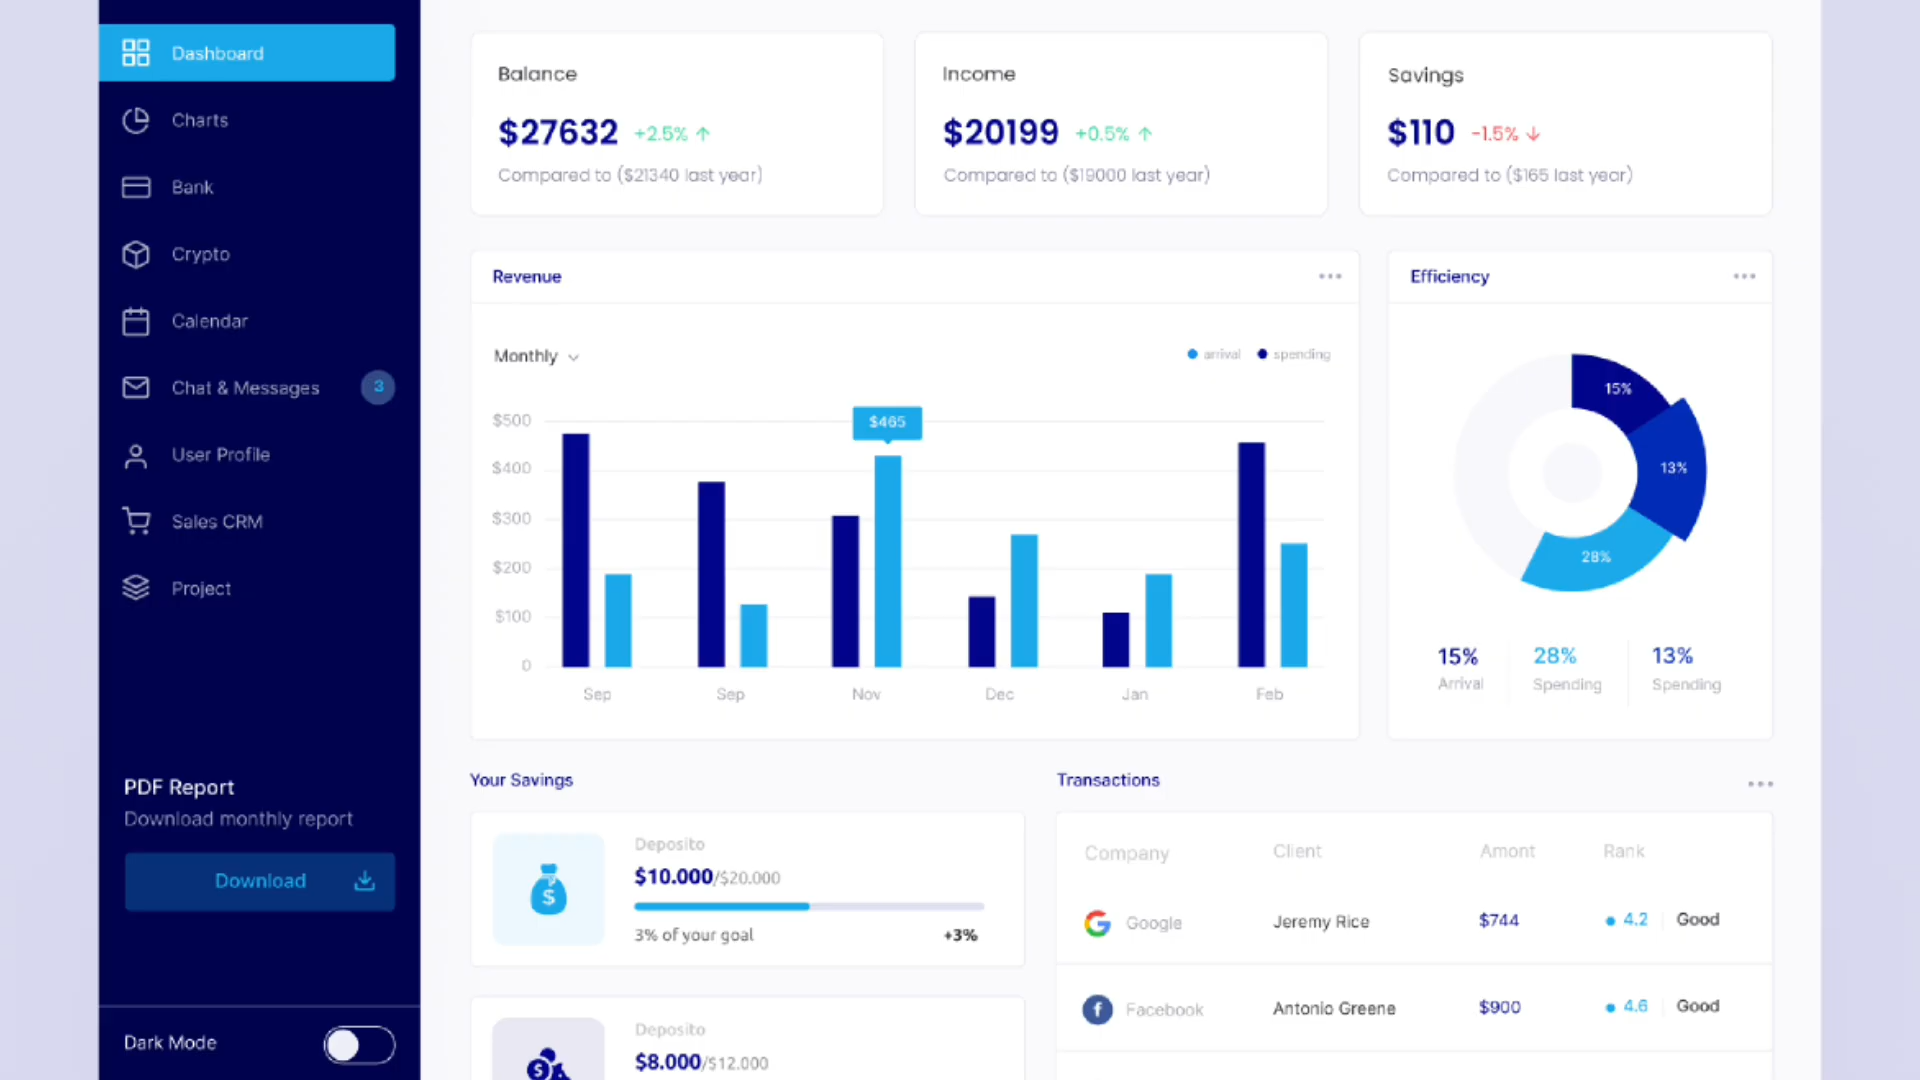 Dashboard
Charts
Bank
Crypto
Calendar
Chat & Messages 3
User Profile
Sales CRM
Project
PDF Report
Download monthly report
Download
Dark Mode
Balance
$27632 +2.5% ↑
Compared to ($21340 last year)
Income
$20199 +0.5% ↑
Compared to ($19000 last year)
Savings
$110 -1.5% ↓
Compared to ($165 last year)
Revenue
Monthly
arrival spending
$500
$400
$300
$200
$100
0
$465
Sep Sep Nov Dec Jan Feb
Efficiency
15%
13%
28%
15% 28% 13%
Arrival Spending Spending
Your Savings
Deposito
$10.000/$20.000
3% of your goal +3%
Deposito
$8.000/$12.000
Transactions
Company Client Amont Rank
Google Jeremy Rice $744 4.2 Good
Facebook Antonio Greene $900 4.6 Good